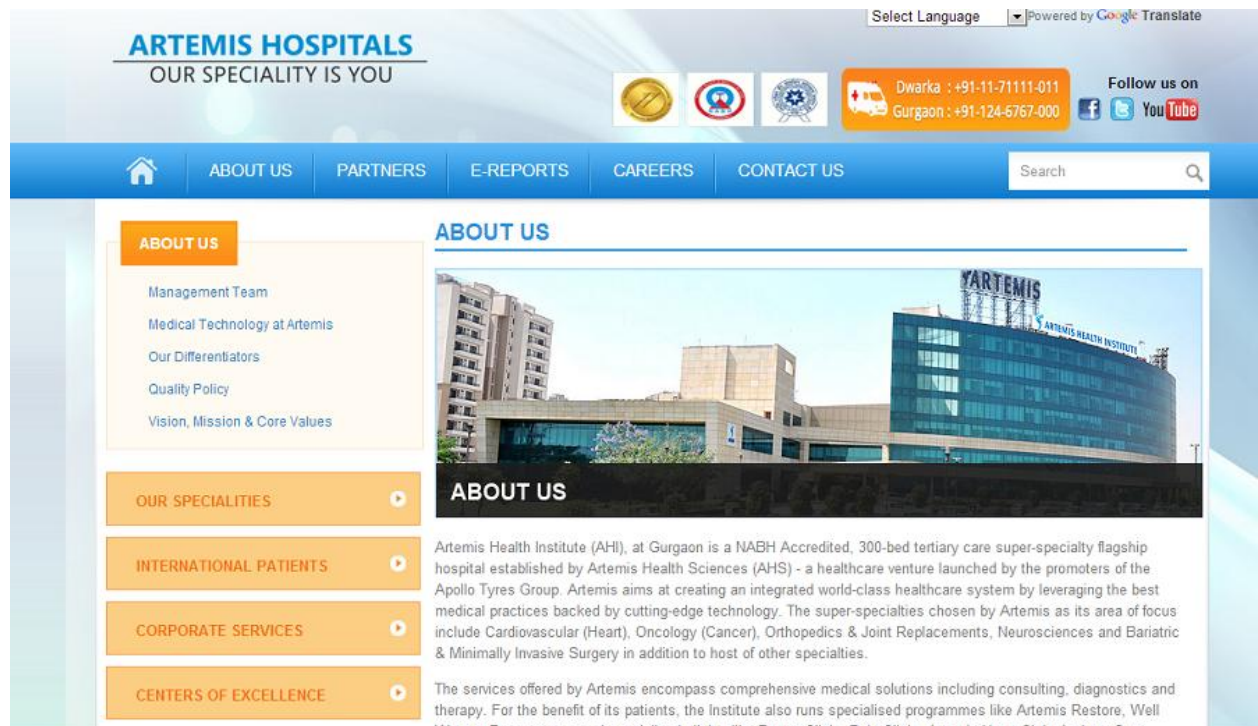 Select Language
Powered by Google Translate
ARTEMIS HOSPITALS
OUR SPECIALITY IS YOU
Dwarka : +91-11-71111-011
Gurgaon : +91-124-6767-000
Follow us on
You Tube
ABOUT US
PARTNERS
E-REPORTS
CAREERS
CONTACT US
Search
ABOUT US
Management Team
Medical Technology at Artemis
Our Differentiators
Quality Policy
Vision, Mission & Core Values
OUR SPECIALITIES
INTERNATIONAL PATIENTS
CORPORATE SERVICES
CENTERS OF EXCELLENCE
ABOUT US
ARTEMIS
ARTEMIS HEALTH INSTITUTE
ABOUT US
Artemis Health Institute (AHI), at Gurgaon is a NABH Accredited, 300-bed tertiary care super-specialty flagship
hospital established by Artemis Health Sciences (AHS) - a healthcare venture launched by the promoters of the
Apollo Tyres Group. Artemis aims at creating an integrated world-class healthcare system by leveraging the best
medical practices backed by cutting-edge technology. The super-specialties chosen by Artemis as its area of focus
include Cardiovascular (Heart), Oncology (Cancer), Orthopedics & Joint Replacements, Neurosciences and Bariatric
& Minimally Invasive Surgery in addition to host of other specialties.
The services offered by Artemis encompass comprehensive medical solutions including consulting, diagnostics and
therapy. For the benefit of its patients, the Institute also runs specialised programmes like Artemis Restore, Well